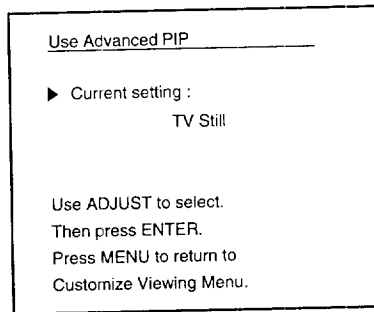 Use Advanced PIP
▶ Current setting :
TV Still
Use ADJUST to select.
Then press ENTER.
Press MENU to return to
Customize Viewing Menu.